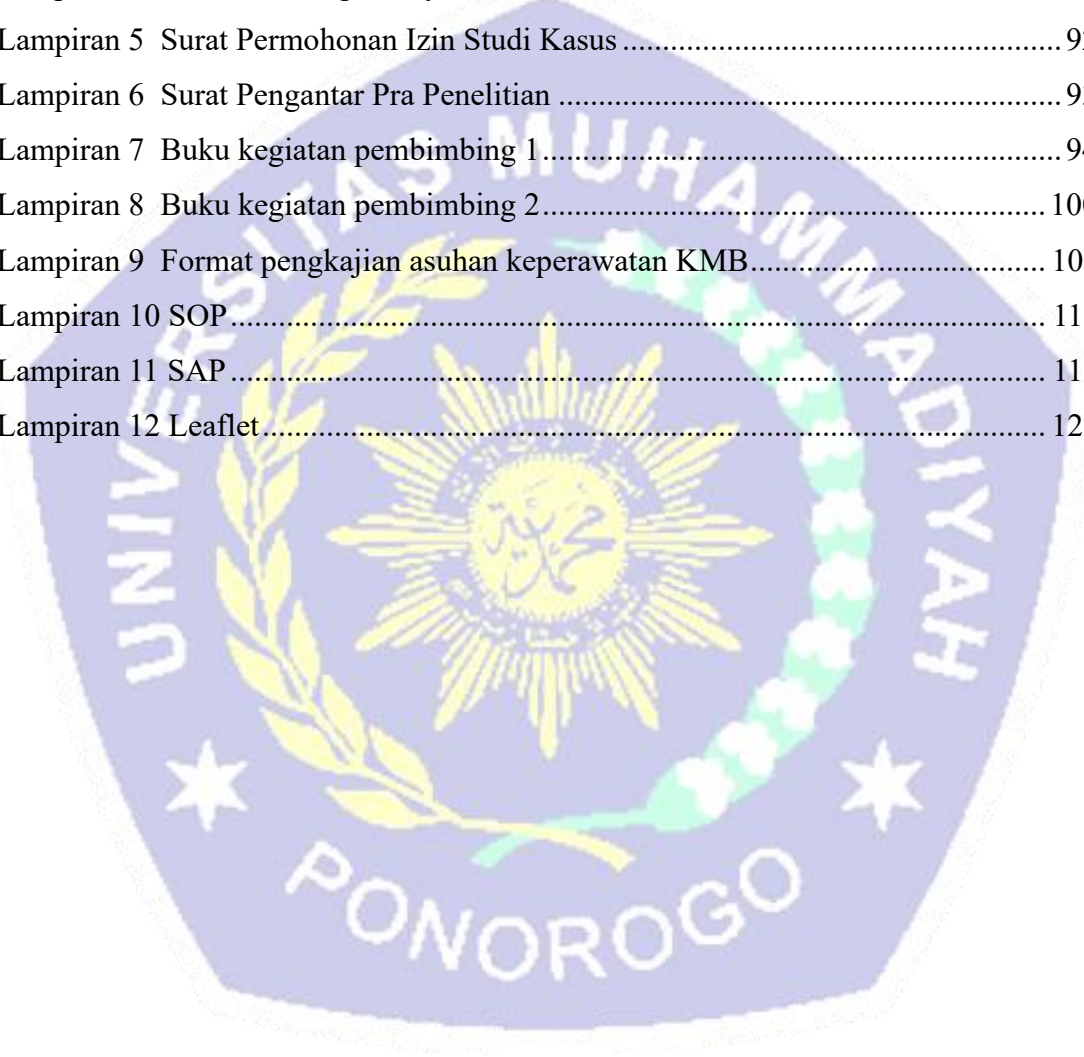 Lampiran 5 Surat Permohonan Izin Studi Kasus
Lampiran 6 Surat Pengantar Pra Penelitian
Lampiran 7 Buku kegiatan pembimbing 1
Lampiran 8 Buku kegiatan pembimbing 2
Lampiran 9 Format pengkajian asuhan keperawatan KMB
Lampiran 10 SOP
Lampiran 11 SAP
Lampiran 12 Leaflet
UNIVERSITAS MUHAMMADIYAH
PONOROGO